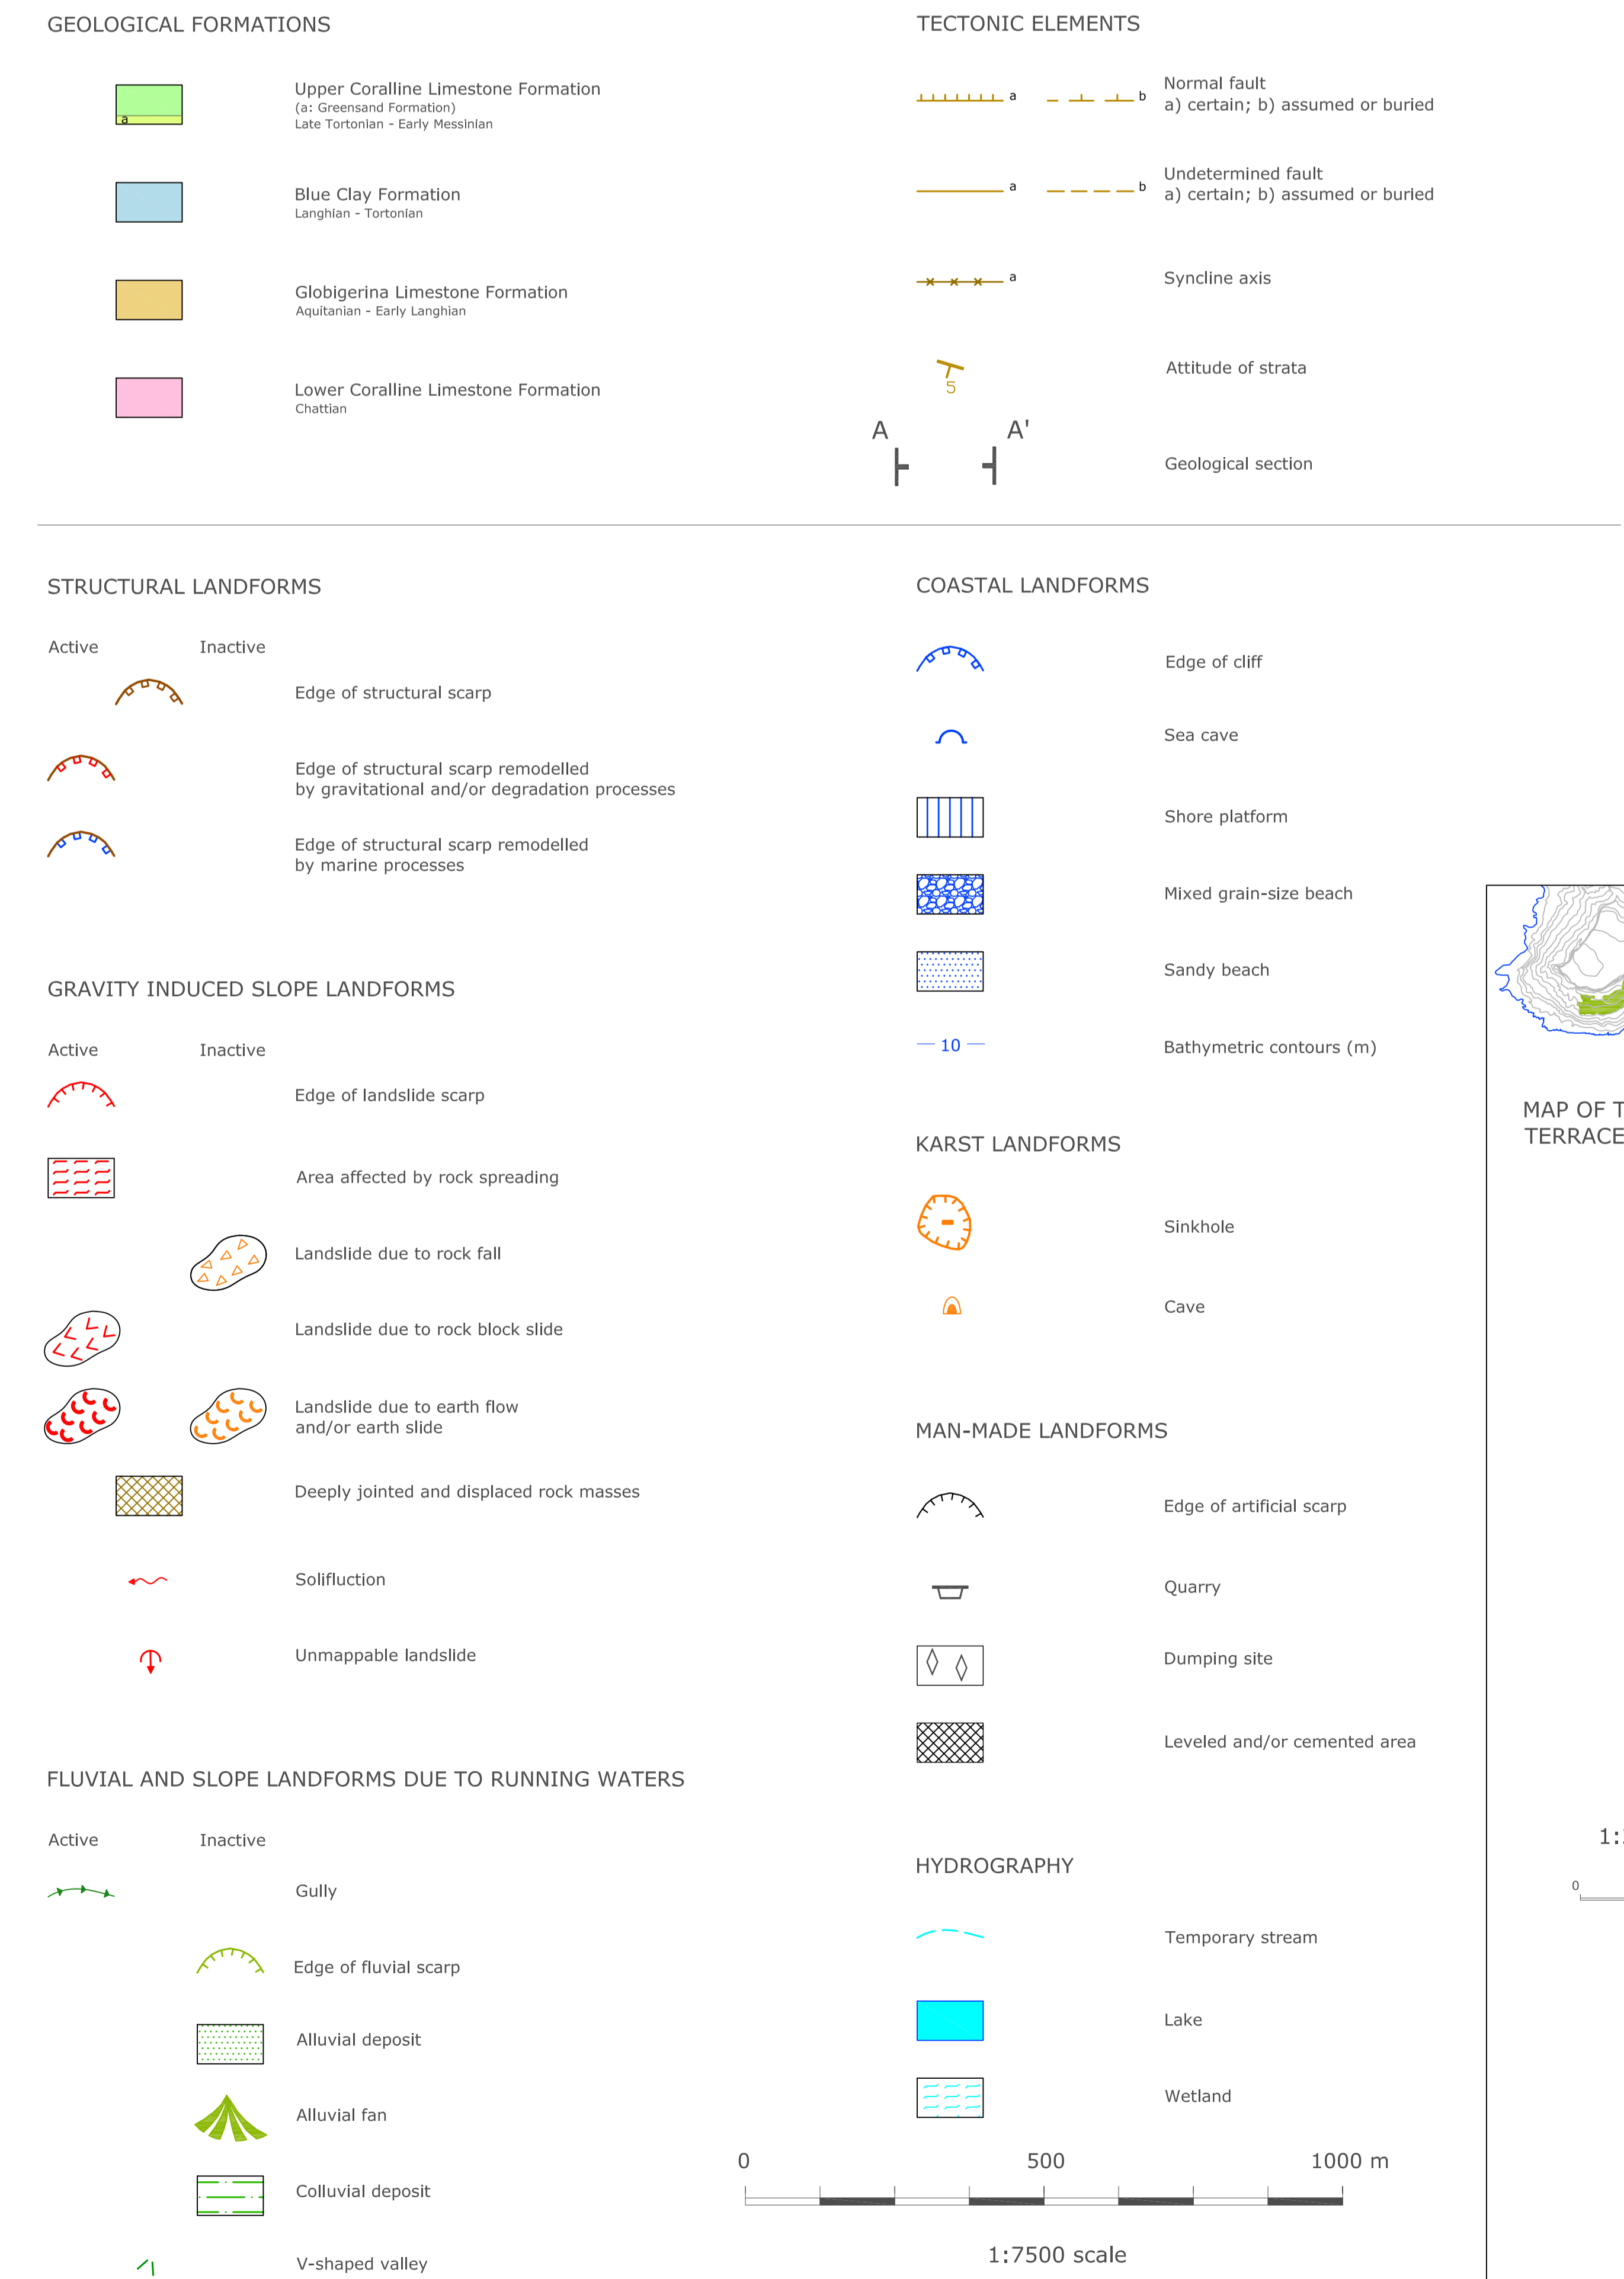 GEOLOGICAL FORMATIONS
a
Upper Coralline Limestone Formation
(a: Greensand Formation)
Late Tortonian - Early Messinian
Blue Clay Formation
Langhian - Tortonian
Globigerina Limestone Formation
Aquitanian - Early Langhian
Lower Coralline Limestone Formation
Chattian
TECTONIC ELEMENTS
a
b
Normal fault
a) certain; b) assumed or buried
a
b
Undetermined fault
a) certain; b) assumed or buried
a
Syncline axis
5
Attitude of strata
A
A'
Geological section
STRUCTURAL LANDFORMS
Active Inactive
Edge of structural scarp
Edge of structural scarp remodelled
by gravitational and/or degradation processes
Edge of structural scarp remodelled
by marine processes
GRAVITY INDUCED SLOPE LANDFORMS
Active Inactive
Edge of landslide scarp
Area affected by rock spreading
Landslide due to rock fall
Landslide due to rock block slide
Landslide due to earth flow
and/or earth slide
Deeply jointed and displaced rock masses
Solifluction
Unmappable landslide
FLUVIAL AND SLOPE LANDFORMS DUE TO RUNNING WATERS
Active Inactive
Gully
Edge of fluvial scarp
Alluvial deposit
Alluvial fan
Colluvial deposit
V-shaped valley
COASTAL LANDFORMS
Edge of cliff
Sea cave
Shore platform
Mixed grain-size beach
Sandy beach
10
Bathymetric contours (m)
KARST LANDFORMS
Sinkhole
Cave
MAN-MADE LANDFORMS
Edge of artificial scarp
Quarry
Dumping site
Leveled and/or cemented area
HYDROGRAPHY
Temporary stream
Lake
Wetland
0 500 1000 m
1:7500 scale
MAP OF
TERRACE
0